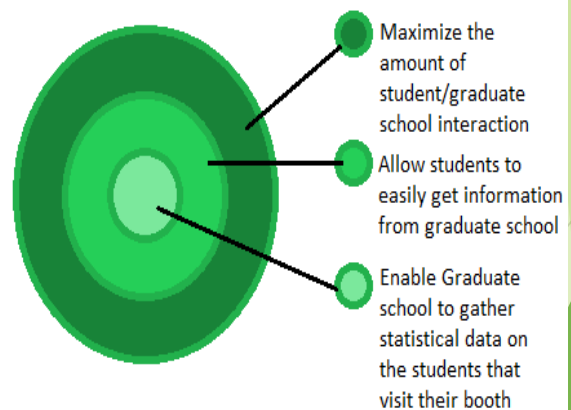 Maximize the
amount of
student/graduate
school interaction
Allow students to
easily get information
from graduate school
Enable Graduate
school to gather
statistical data on
the students that
visit their booth